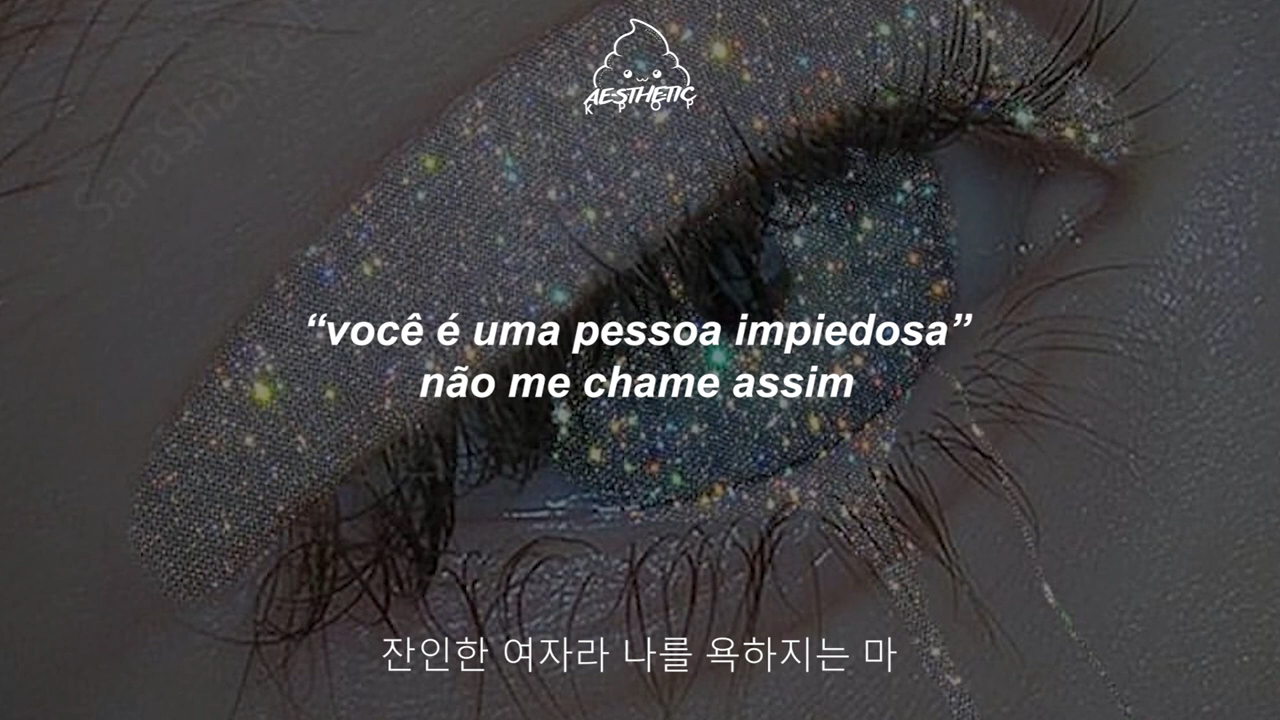 AESTHETIC
KPOP
“você é uma pessoa impiedosa”
não me chame assim
잔인한 여자라 나를 욕하지는 마